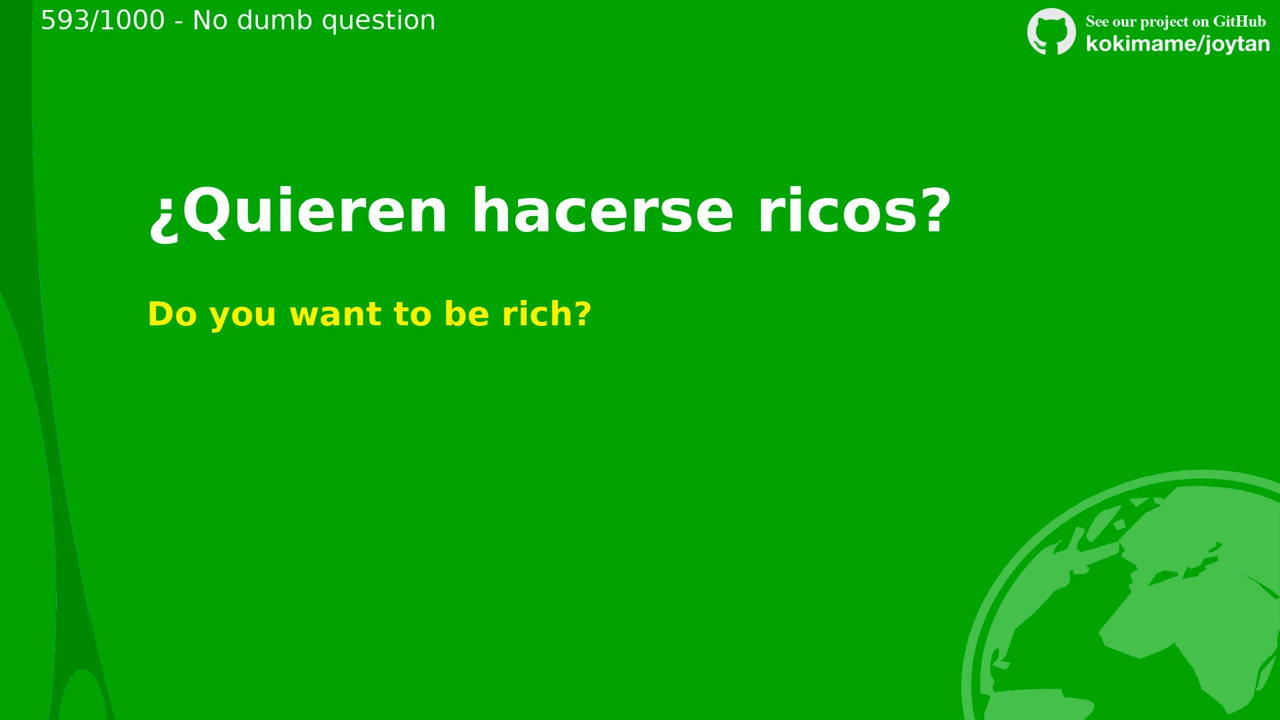 593/1000 - No dumb question
See our project on GitHub
kokimame/joytan
¿Quieren hacerse ricos?
Do you want to be rich?